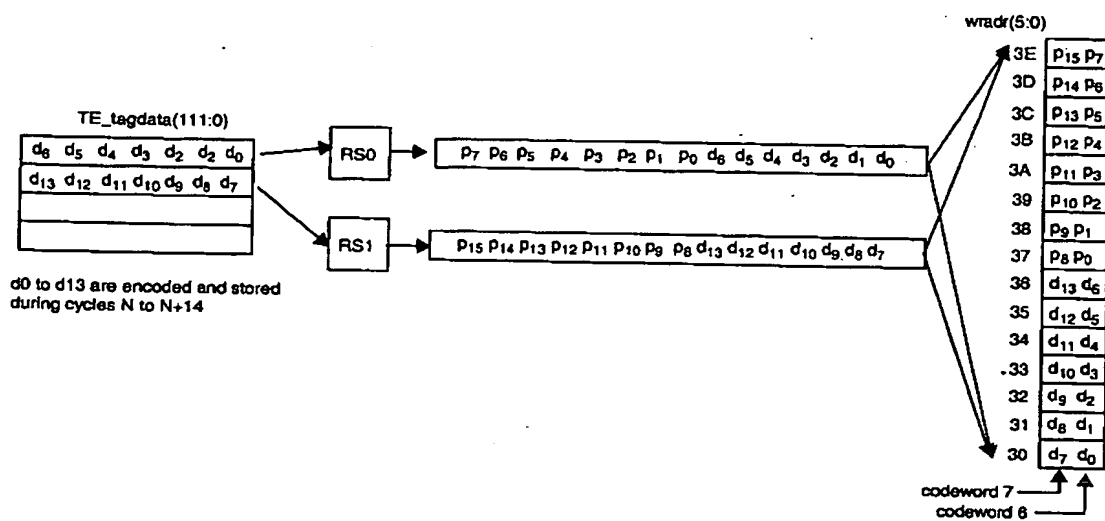 wradr(5:0)
TE_tagdata(111:0)
d6 d5 d4 d3 d2 d2 d0
d13 d12 d11 d10 d9 d8 d7
RS0
p7 p6 p5 p4 p3 p2 p1 p0 d6 d5 d4 d3 d2 d1 d0
RS1
p15 p14 p13 p12 p11 p10 p9 p8 d13 d12 d11 d10 d9 d8 d7
d0 to d13 are encoded and stored
during cycles N to N+14
3E p15 p7
3D p14 p6
3C p13 p5
3B p12 p4
3A p11 p3
39 p10 p2
38 p9 p1
37 p8 p0
36 d13 d6
35 d12 d5
34 d11 d4
33 d10 d3
32 d9 d2
31 d8 d1
30 d7 d0
codeword 7
codeword 6